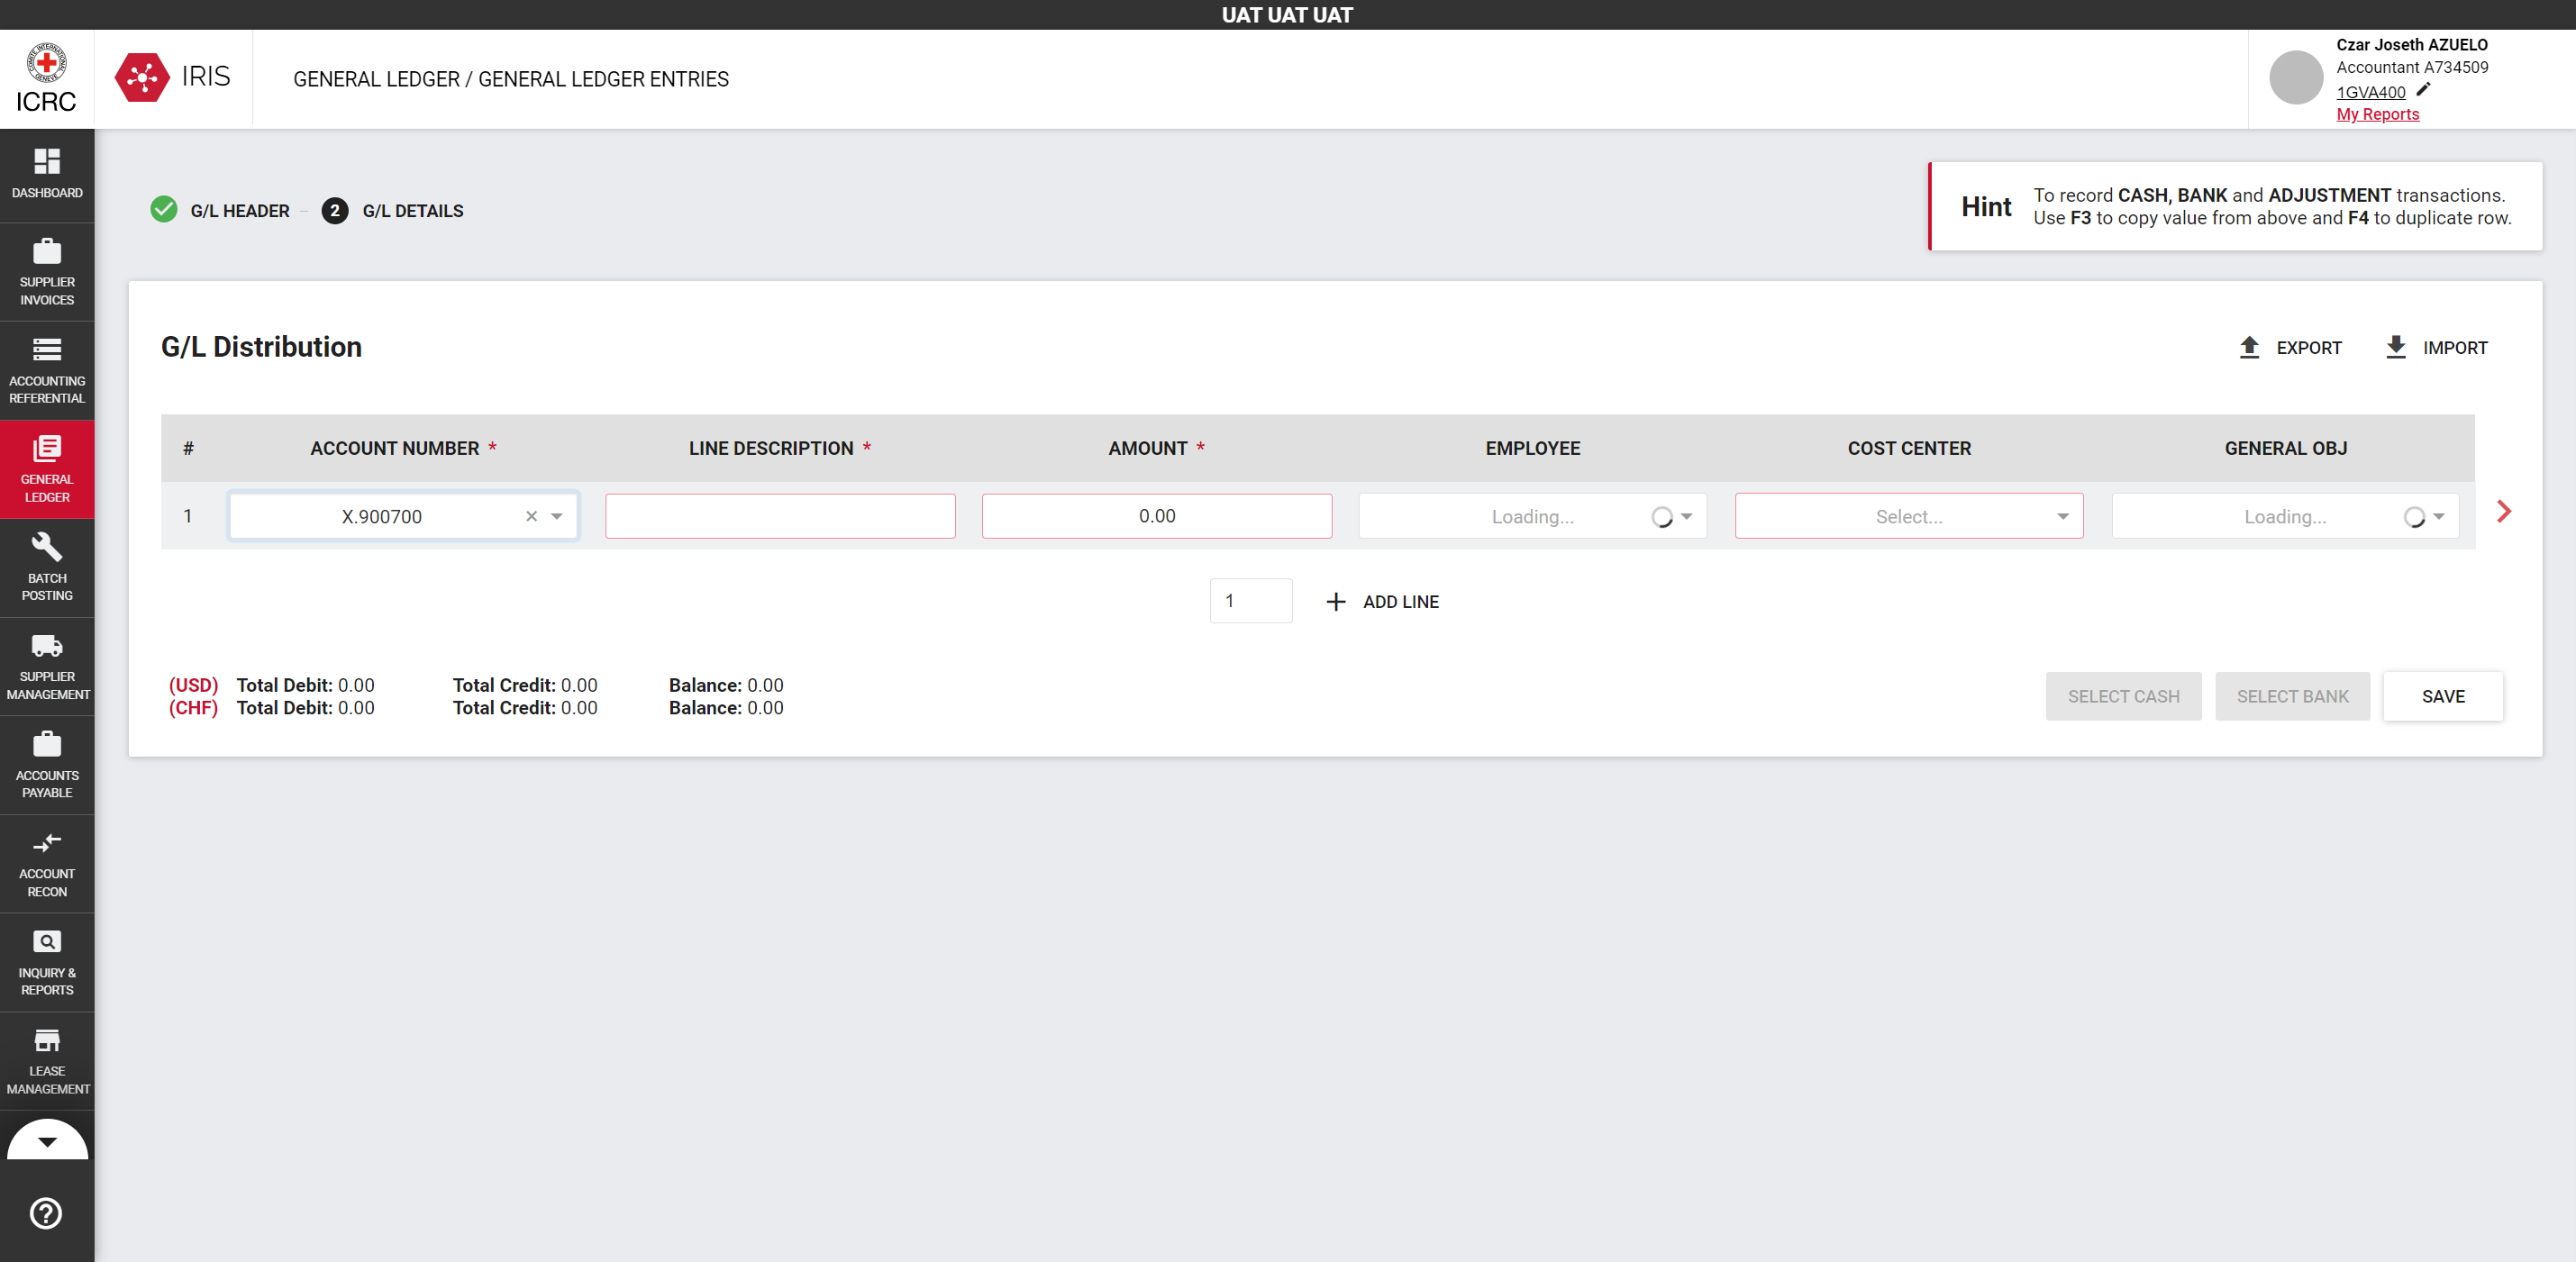 UAT UAT UAT
ICRC
IRIS
GENERAL LEDGER / GENERAL LEDGER ENTRIES
Czar Joseth AZUELO
Accountant A734509
1GVA400
My Reports
DASHBOARD
SUPPLIER
INVOICES
ACCOUNTING
REFERENTIAL
GENERAL
LEDGER
BATCH
POSTING
SUPPLIER
MANAGEMENT
ACCOUNTS
PAYABLE
ACCOUNT
RECON
INQUIRY &
REPORTS
LEASE
MANAGEMENT
G/L HEADER
2 G/L DETAILS
Hint
To record CASH, BANK and ADJUSTMENT transactions.
Use F3 to copy value from above and F4 to duplicate row.
G/L Distribution
EXPORT
IMPORT
# ACCOUNT NUMBER * LINE DESCRIPTION * AMOUNT * EMPLOYEE COST CENTER GENERAL OBJ
1 X.900700 0.00 Loading... Select... Loading...
1 ADD LINE
(USD) Total Debit: 0.00 Total Credit: 0.00 Balance: 0.00
(CHF) Total Debit: 0.00 Total Credit: 0.00 Balance: 0.00
SELECT CASH SELECT BANK SAVE